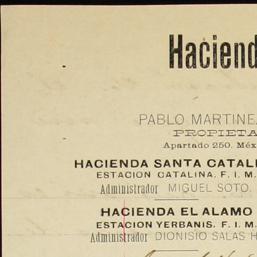 Haciend
PABLO MARTINE
PROPIETA
Apartado 250. Méx
HACIENDA SANTA CATAL
ESTACION CATALINA. F. I. M.
Administrador MIGUEL SOTO.
HACIENDA EL ALAMO
ESTACION YERBANIS. F. I. M
Administrador DIONISIO SALAS H